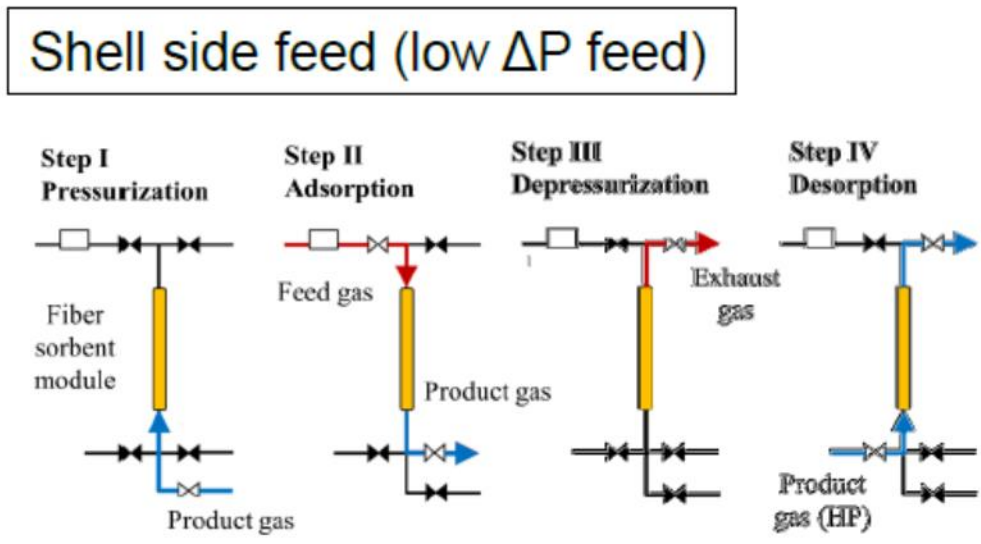 Shell side feed (low ΔP feed)
Step I
Pressurization
Step II
Adsorption
Step III
Depressurization
Step IV
Desorption
Feed gas
Exhaust
gas
Fiber
sorbent
module
Product gas
Product gas
Product
gas (HP)